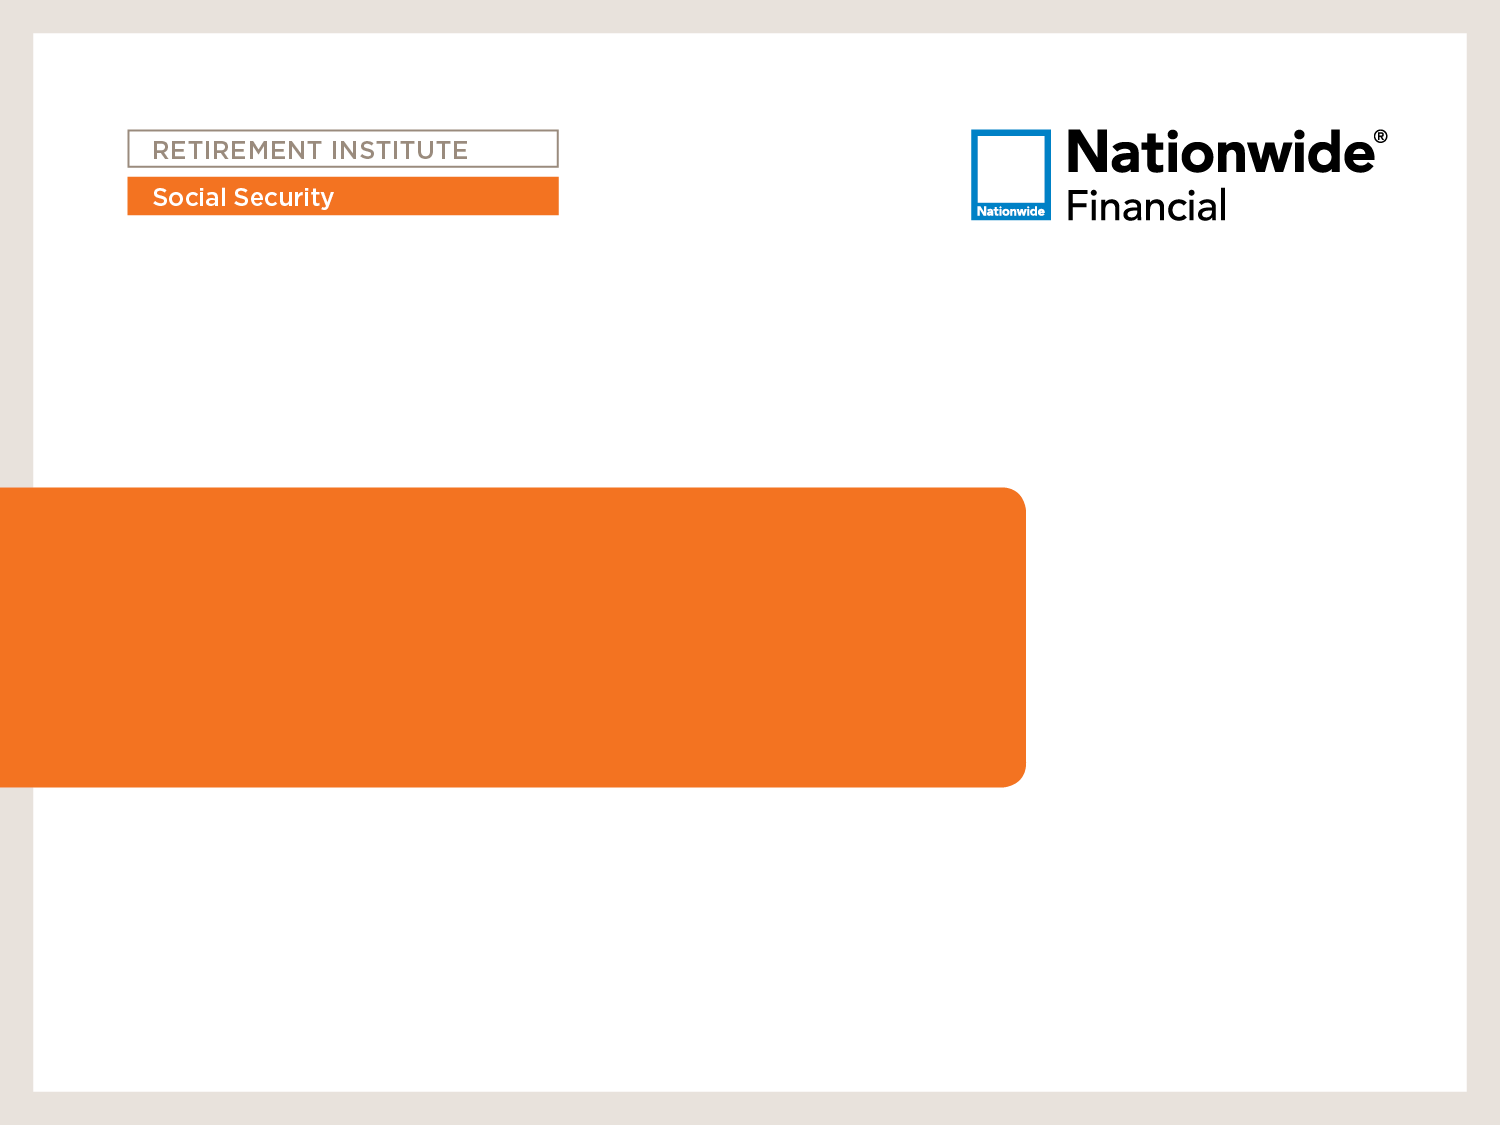 RETIREMENT INSTITUTE
Social Security
Nationwide®
Financial
Nationwide